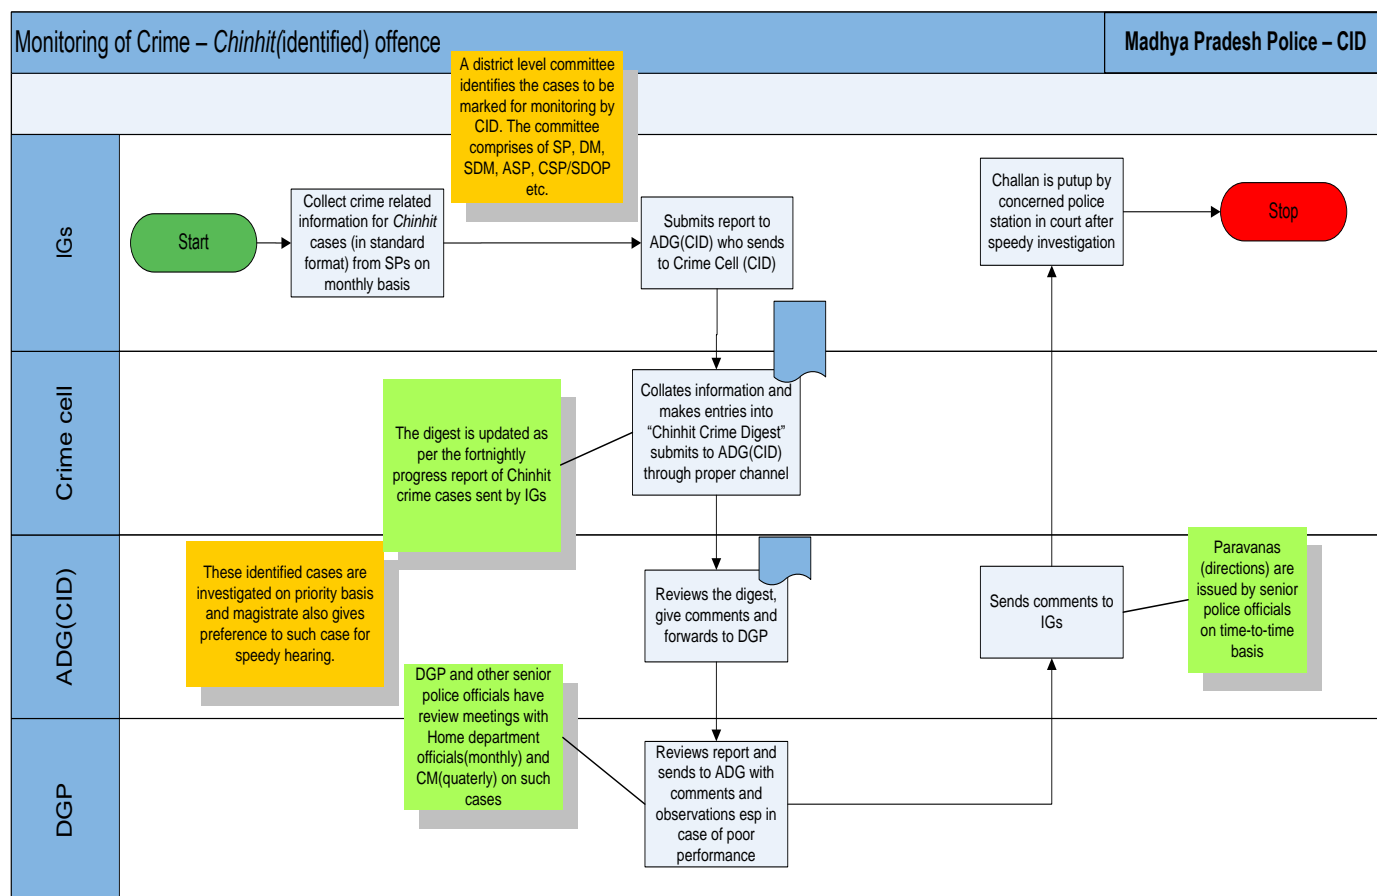 Monitoring of Crime – Chinhit(identified) offence
Madhya Pradesh Police – CID
A district level committee
identifies the cases to be
marked for monitoring by
CID. The committee
comprises of SP, DM,
SDM, ASP, CSP/SDOP
etc.
IGs
Start
Collect crime related
information for Chinhit
cases (in standard
format) from SPs on
monthly basis
Submits report to
ADG(CID) who sends
to Crime Cell (CID)
Challan is putup by
concerned police
station in court after
speedy investigation
Stop
Crime cell
The digest is updated as
per the fortnightly
progress report of Chinhit
crime cases sent by IGs
Collates information and
makes entries into
“Chinhit Crime Digest”
submits to ADG(CID)
through proper channel
ADG(CID)
These identified cases are
investigated on priority basis
and magistrate also gives
preference to such case for
speedy hearing.
Reviews the digest,
give comments and
forwards to DGP
Sends comments to
IGs
Paravanas
(directions) are
issued by senior
police officials
on time-to-time
basis
DGP
DGP and other senior
police officials have
review meetings with
Home department
officials(monthly) and
CM(quaterly) on such
cases
Reviews report and
sends to ADG with
comments and
observations esp in
case of poor
performance